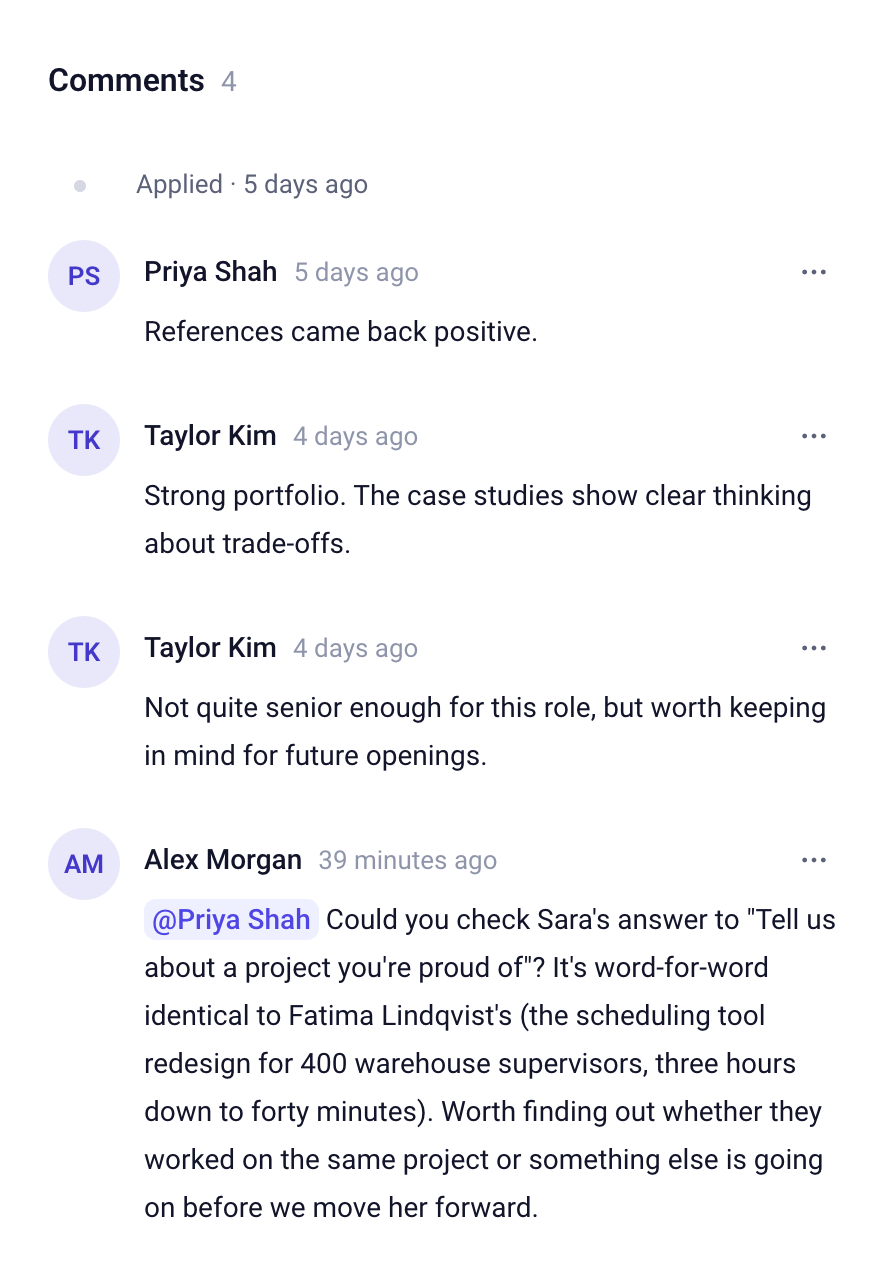 Comments 4
Applied · 5 days ago
PS Priya Shah 5 days ago
References came back positive.
TK Taylor Kim 4 days ago
Strong portfolio. The case studies show clear thinking
about trade-offs.
TK Taylor Kim 4 days ago
Not quite senior enough for this role, but worth keeping
in mind for future openings.
AM Alex Morgan 39 minutes ago
@Priya Shah Could you check Sara's answer to "Tell us
about a project you're proud of"? It's word-for-word
identical to Fatima Lindqvist's (the scheduling tool
redesign for 400 warehouse supervisors, three hours
down to forty minutes). Worth finding out whether they
worked on the same project or something else is going
on before we move her forward.